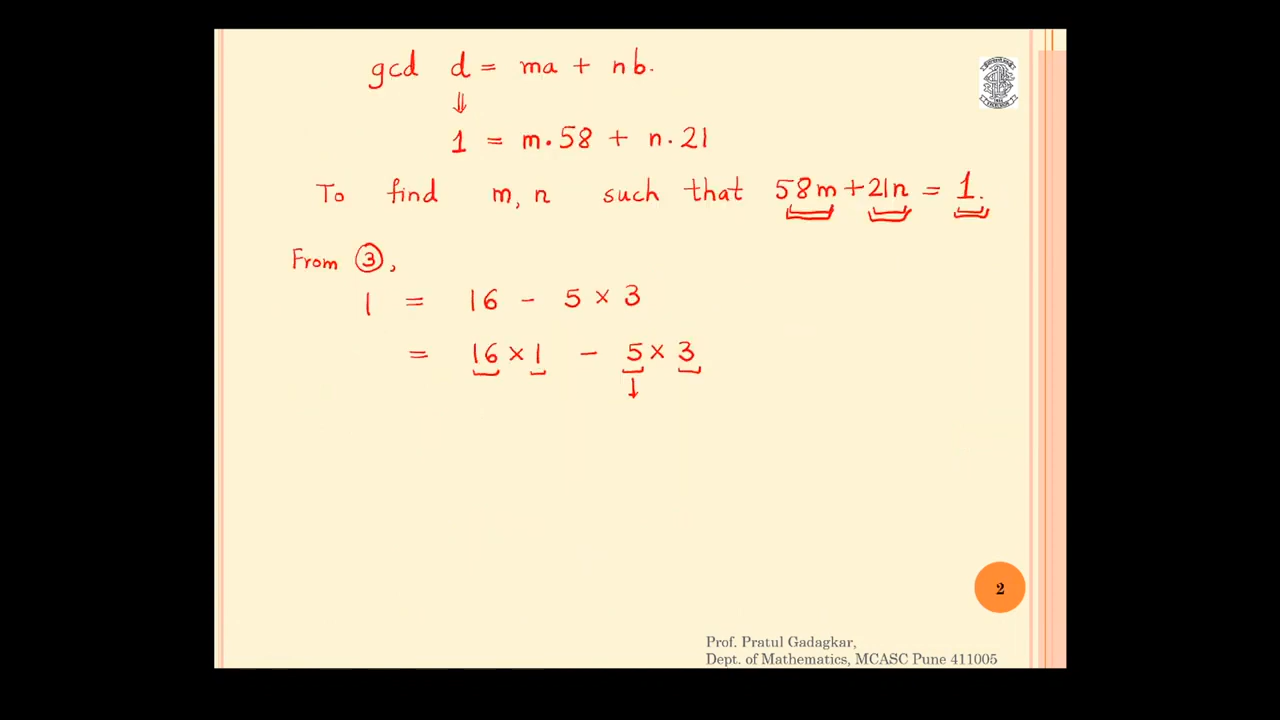 gcd d = ma + nb.
⇓
1 = m·58 + n·21
To find m, n such that 58m + 21n = 1.
From ③,
1 = 16 - 5 × 3
= 16 × 1 - 5 × 3
↓
2
Prof. Pratul Gadagkar,
Dept. of Mathematics, MCASC Pune 411005